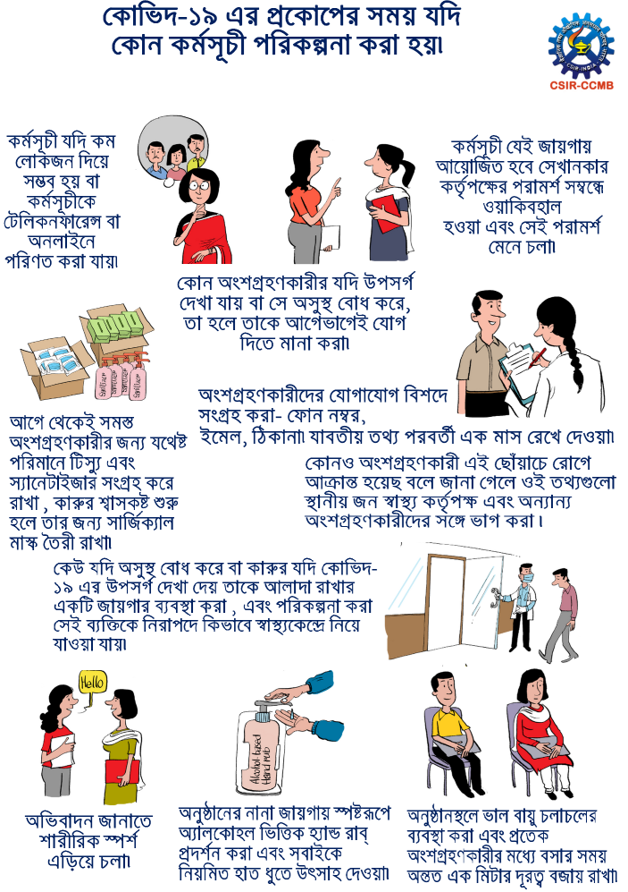 কোভিদ-১৯ এর প্রকোপের সময় যদি
কোন কর্মসূচী পরিকল্পনা করা হয়৷
CSIR-INDIA
CSIR-CCMB
কর্মসূচী যদি কম
লোকজন দিয়ে
সম্ভব হয় বা
কর্মসূচীকে
টেলিকনফারেন্স বা
অনলাইনে
পরিণত করা যায়৷
কর্মসূচী যেই জায়গায়
আয়োজিত হবে সেখানকার
কর্তৃপক্ষের পরামর্শ সম্বন্ধে
ওয়াকিবহাল
হওয়া এবং সেই পরামর্শ
মেনে চলা৷
কোন অংশগ্রহণকারীর যদি উপসর্গ
দেখা যায় বা সে অসুস্থ বোধ করে,
তা হলে তাকে আগেভাগেই যোগ
দিতে মানা করা৷
আগে থেকেই সমস্ত
অংশগ্রহণকারীর জন্য যথেষ্ট
পরিমানে টিস্যু এবং
স্যানেটাইজার সংগ্রহ করে
রাখা , কারুর শ্বাসকষ্ট শুরু
হলে তার জন্য সার্জিক্যাল
মাস্ক তৈরী রাখা৷
অংশগ্রহণকারীদের যোগাযোগ বিশদে
সংগ্রহ করা- ফোন নম্বর,
ইমেল, ঠিকানা৷ যাবতীয় তথ্য পরবর্তী এক মাস রেখে দেওয়া৷
কোনও অংশগ্রহণকারী এই ছোঁয়াচে রোগে
আক্রান্ত হয়েছ বলে জানা গেলে ওই তথ্যগুলো
স্থানীয় জন স্বাস্থ্য কর্তৃপক্ষ এবং অন্যান্য
অংশগ্রহণকারীদের সঙ্গে ভাগ করা ।
কেউ যদি অসুস্থ বোধ করে বা কারুর যদি কোভিদ-
১৯ এর উপসর্গ দেখা দেয় তাকে আলাদা রাখার
একটি জায়গার ব্যবস্থা করা , এবং পরিকল্পনা করা
সেই ব্যক্তিকে নিরাপদে কিভাবে স্বাস্থ্যকেন্দ্রে নিয়ে
যাওয়া যায়৷
Hello
Alcohol-based
Hand rub
অভিবাদন জানাতে
শারীরিক স্পর্শ
এড়িয়ে চলা৷
অনুষ্ঠানের নানা জায়গায় স্পষ্টরূপে
অ্যালকোহল ভিত্তিক হ্যান্ড রাব্
প্রদর্শন করা এবং সবাইকে
নিয়মিত হাত ধুতে উৎসাহ দেওয়া৷
অনুষ্ঠানস্থলে ভাল বায়ু চলাচলের
ব্যবস্থা করা এবং প্রতেক
অংশগ্রহণকারীর মধ্যে বসার সময়
অন্তত এক মিটার দূরত্ব বজায় রাখা৷